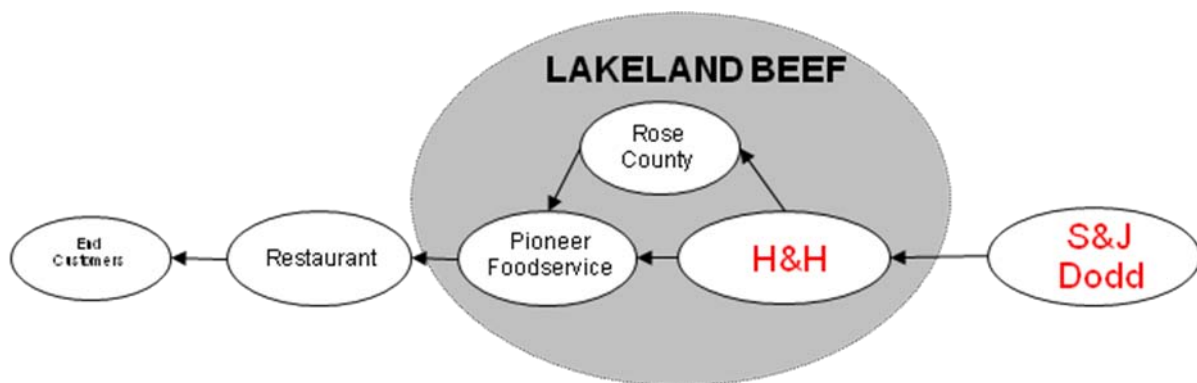 LAKELAND BEEF
Rose
County
End
Customers
Restaurant
Pioneer
Foodservice
H&H
S&J
Dodd